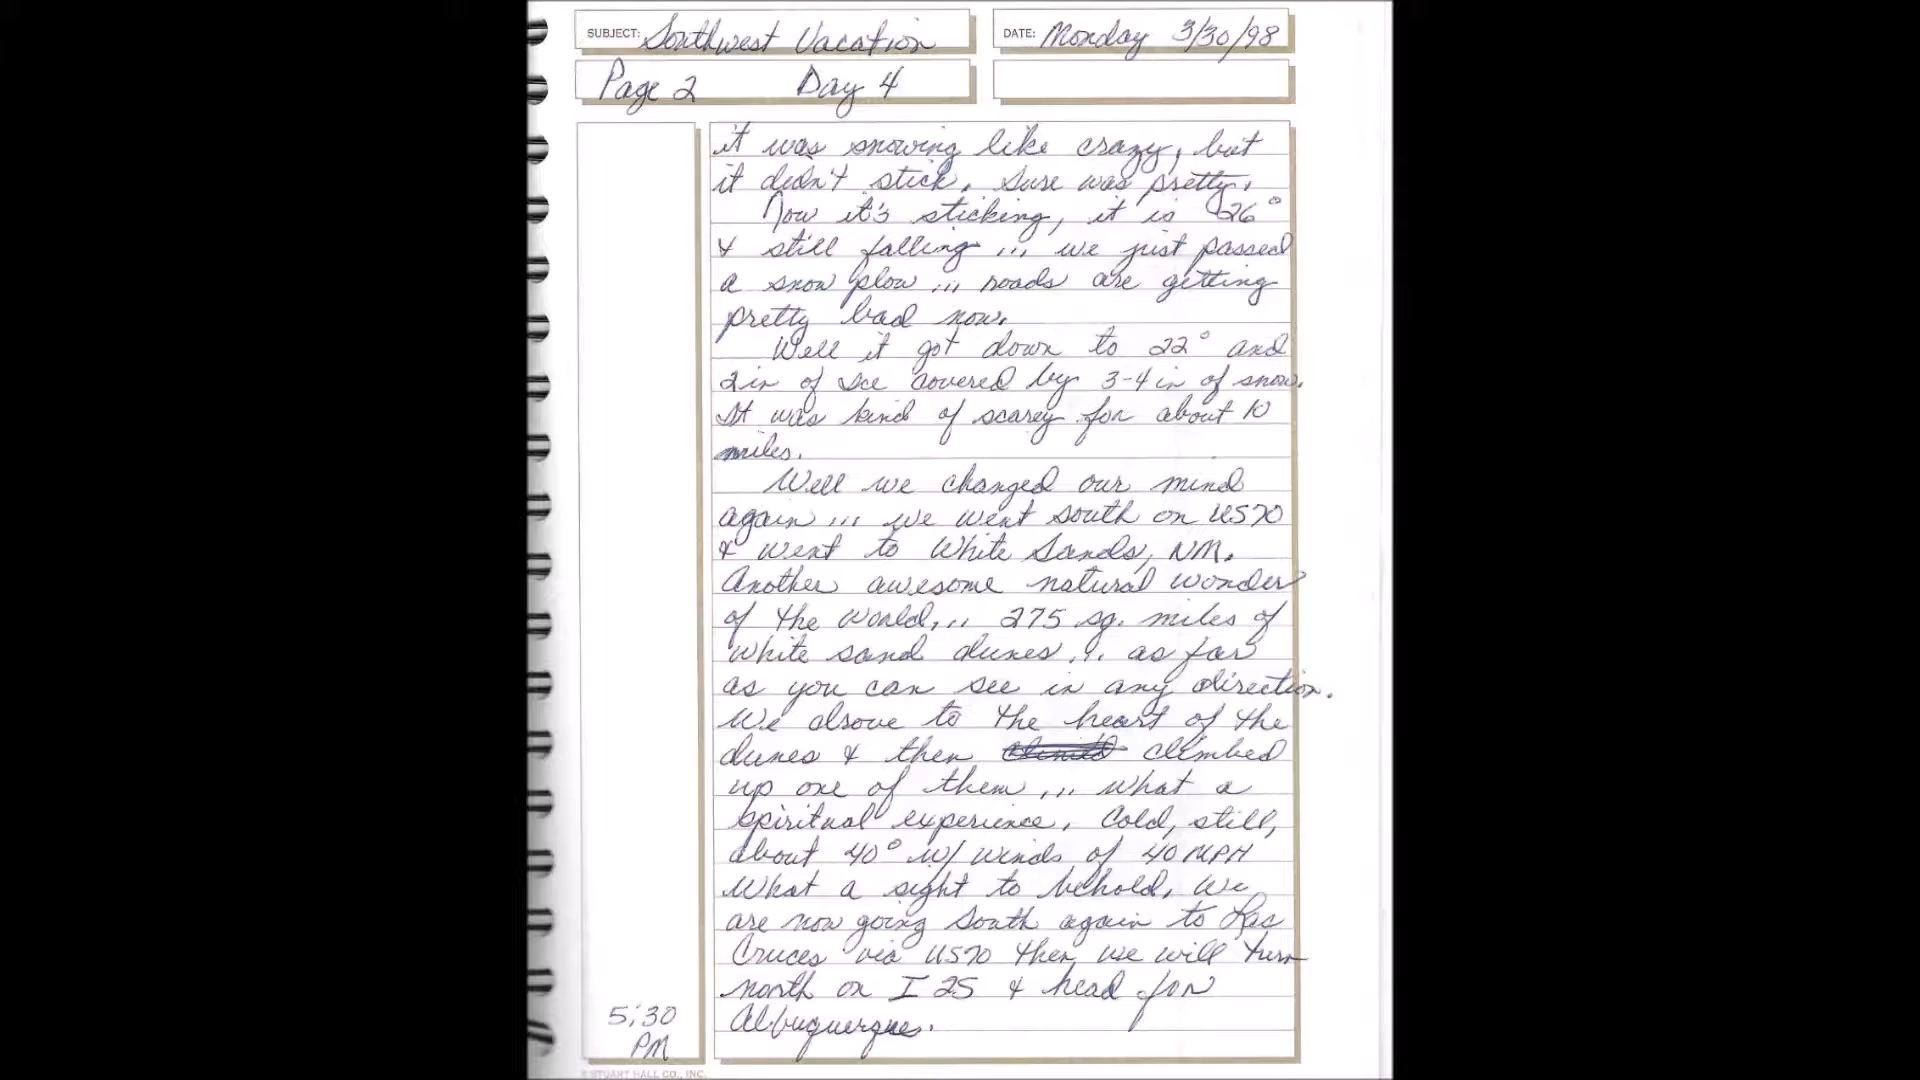 SUBJECT: Southwest Vacation
DATE: Monday 3/30/98
Page 2 Day 4
it was snowing like crazy, but
it didn't stick. Sure was pretty.
Now it's sticking, it is 26°
& still falling ... we just passed
a snow plow ... roads are getting
pretty bad now.
Well it got down to 22° and
2in of Ice covered by 3-4in of snow.
It was kind of scarey for about 10
miles.
Well we changed our mind
again ... we went south on US70
& went to White Sands, NM.
Another awesome natural wonder
of the world... 275 sq. miles of
white sand dunes ... as far
as you can see in any direction.
We drove to the heart of the
dunes & then climbed
up one of them ... what a
spiritual experience. Cold, still,
about 40° w/ winds of 40 MPH
What a sight to behold. We
are now going South again to Las
Cruces via US70 then we will turn
north on I 25 & head for
Albuquerque.
5:30
PM
© STUART HALL CO., INC.